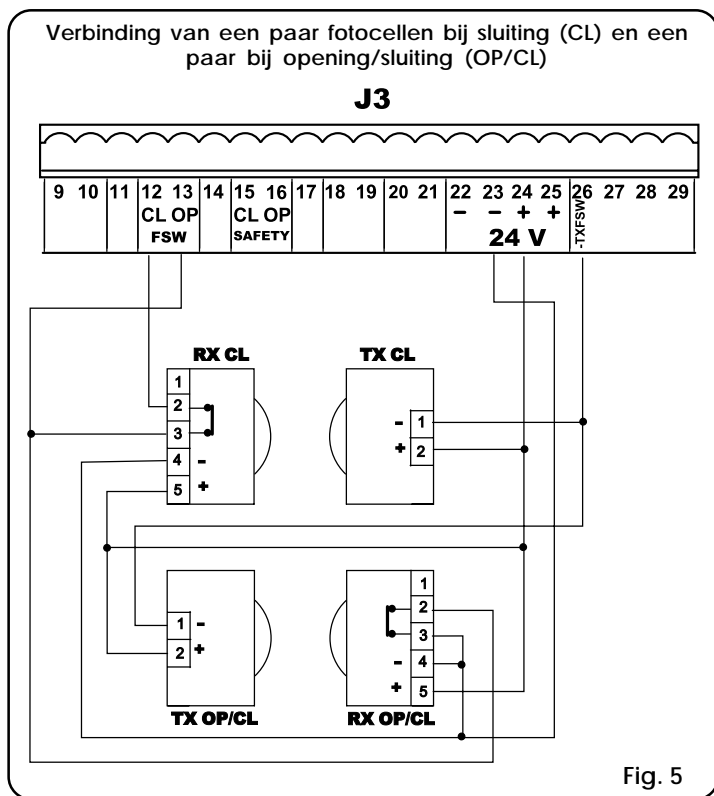 Verbinding van een paar fotocellen bij sluiting (CL) en een
paar bij opening/sluiting (OP/CL)
J3
9 10 11 12 13 14 15 16 17 18 19 20 21 22 23 24 25 26 27 28 29
CL OP CL OP - - + + -TXFSW
FSW SAFETY 24 V
RX CL TX CL
1
2
3
4 -
5 +
- 1
+ 2
1 -
2 +
1
2
3
- 4
+ 5
TX OP/CL RX OP/CL
Fig. 5